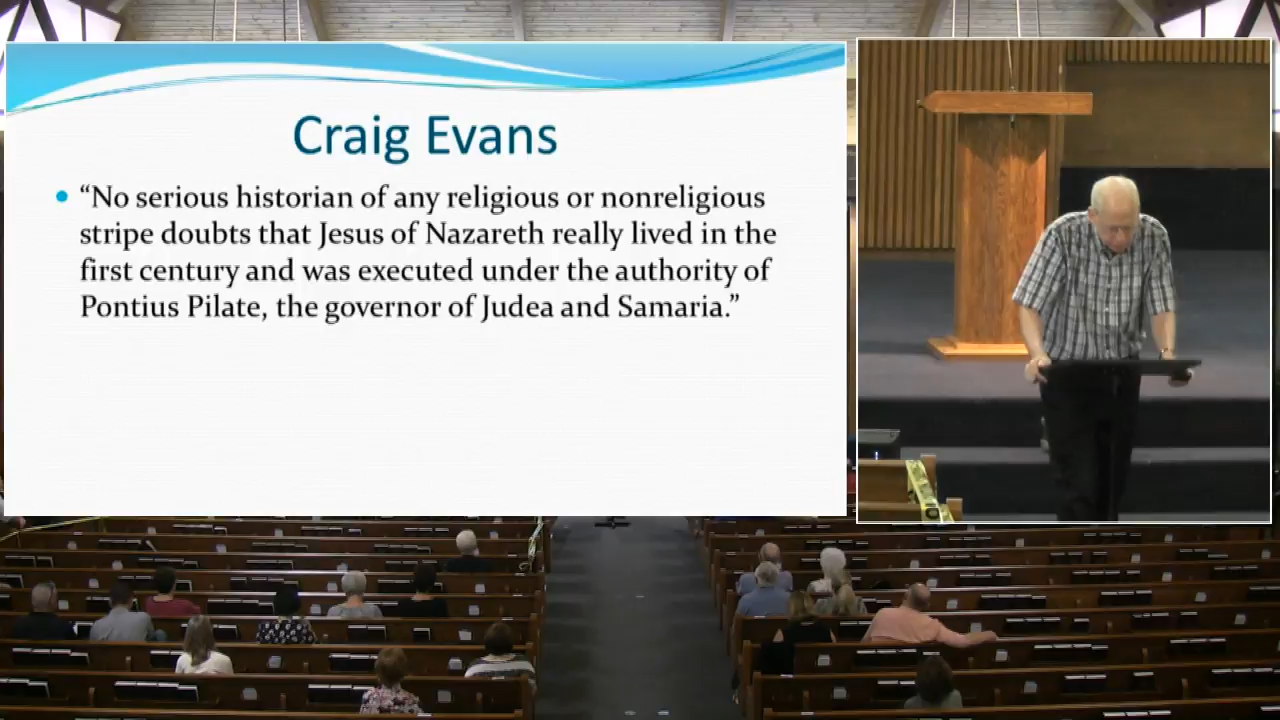 Craig Evans
• “No serious historian of any religious or nonreligious
stripe doubts that Jesus of Nazareth really lived in the
first century and was executed under the authority of
Pontius Pilate, the governor of Judea and Samaria.”